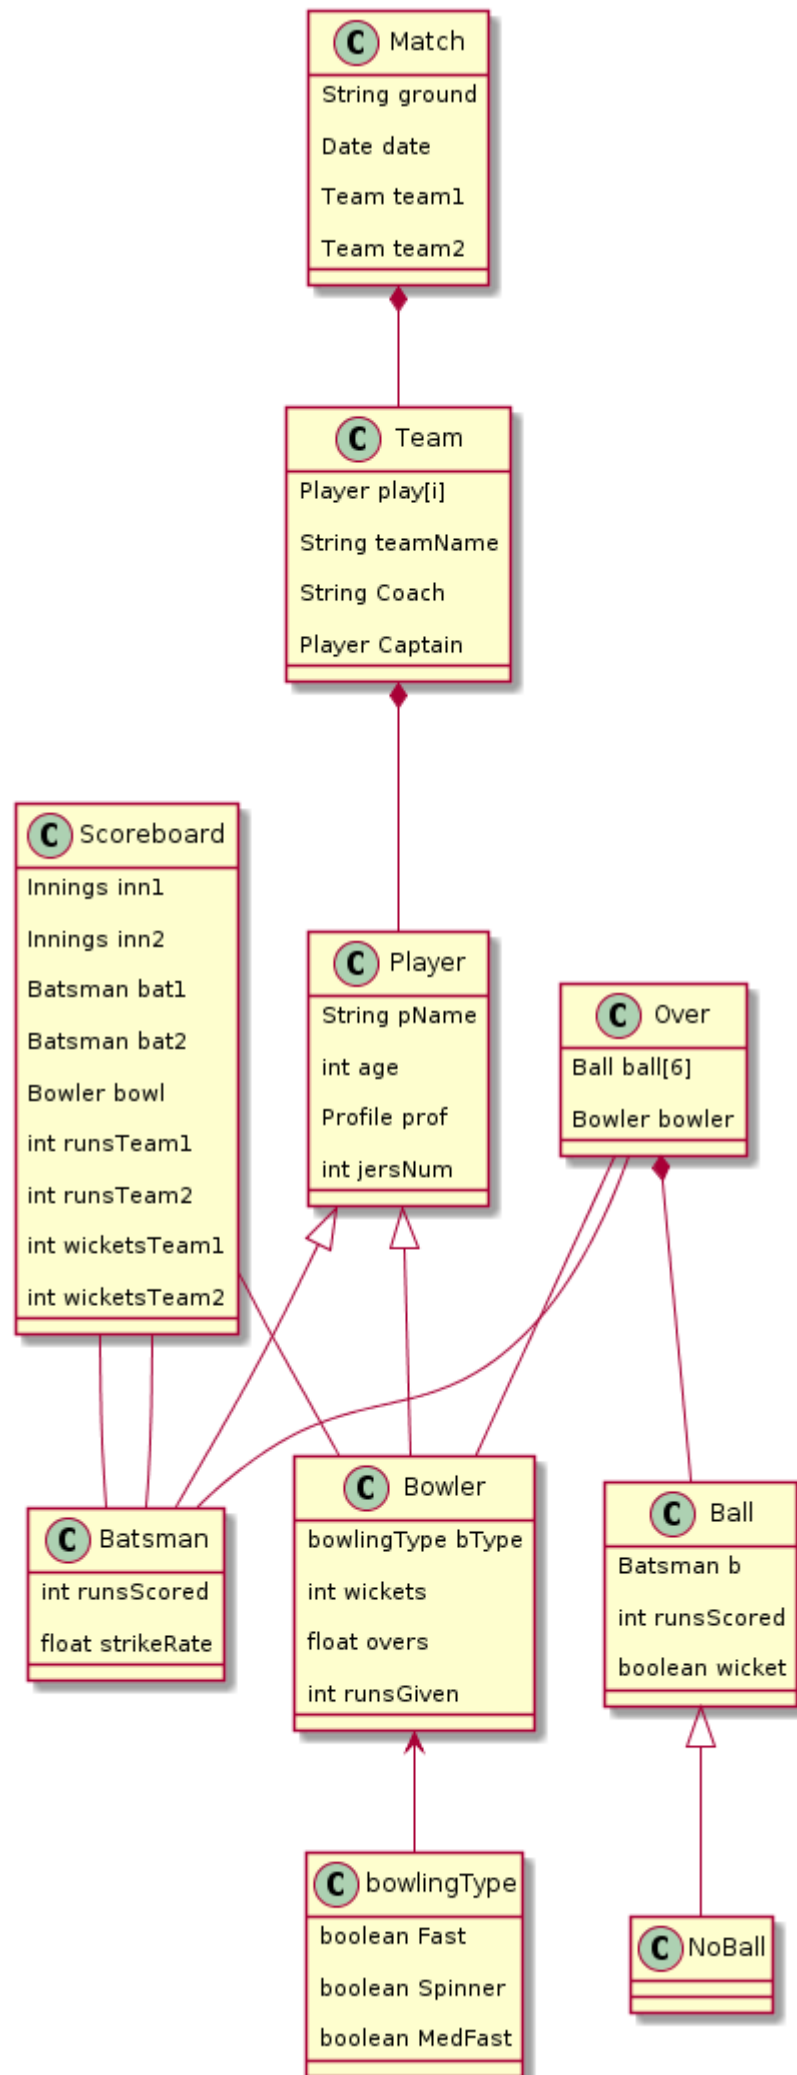 C Match
String ground
Date date
Team team1
Team team2
C Team
Player play[i]
String teamName
String Coach
Player Captain
C Scoreboard
Innings inn1
Innings inn2
Batsman bat1
Batsman bat2
Bowler bowl
int runsTeam1
int runsTeam2
int wicketsTeam1
int wicketsTeam2
C Player
String pName
int age
Profile prof
int jersNum
C Over
Ball ball[6]
Bowler bowler
C Batsman
int runsScored
float strikeRate
C Bowler
bowlingType bType
int wickets
float overs
int runsGiven
C Ball
Batsman b
int runsScored
boolean wicket
C bowlingType
boolean Fast
boolean Spinner
boolean MedFast
C NoBall